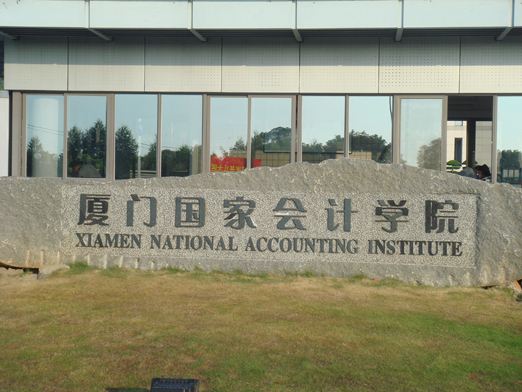 厦门国家会计学院
XIAMEN NATIONAL ACCOUNTING INSTITUTE